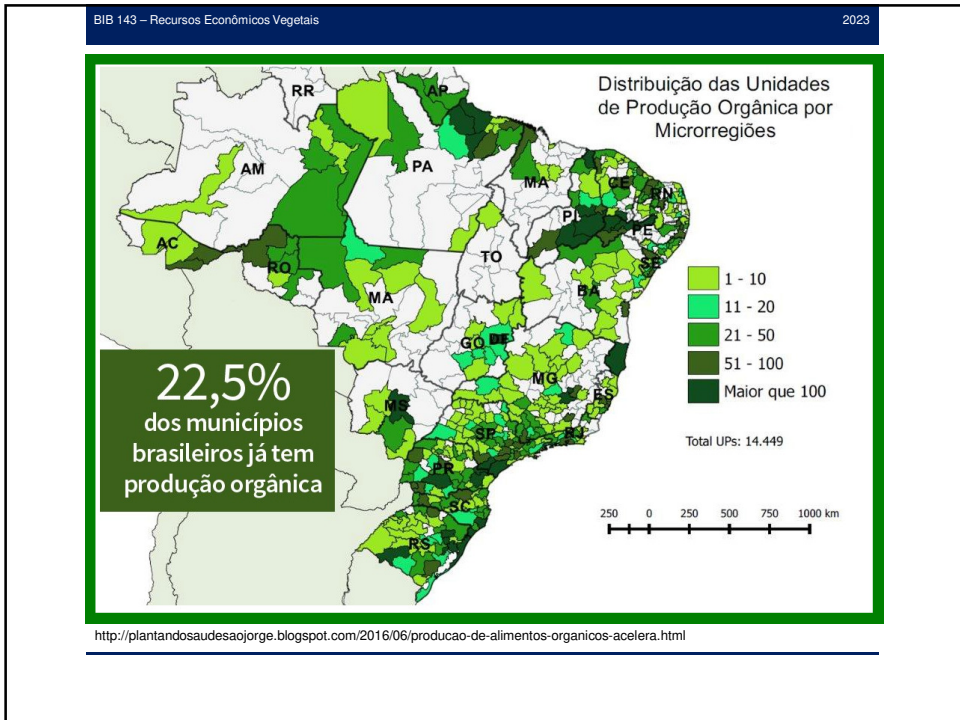 BIB 143 – Recursos Econômicos Vegetais 2023
Distribuição das Unidades
de Produção Orgânica por
Microrregiões
RR
AP
AM
PA
MA
CE
RN
PI
PE
AC
TO
SE
RO
BA
MA
GO DF
MG
ES
MS
SP
RJ
PR
SC
RS
1 - 10
11 - 20
21 - 50
51 - 100
Maior que 100
Total UPs: 14.449
250 0 250 500 750 1000 km
22,5%
dos municípios
brasileiros já tem
produção orgânica
http://plantandosaudesaojorge.blogspot.com/2016/06/producao-de-alimentos-organicos-acelera.html